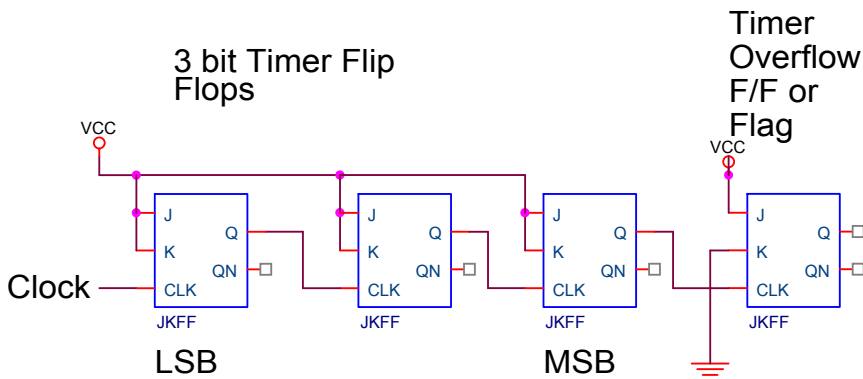 3 bit Timer Flip
Flops
Timer
Overflow
F/F or
Flag
VCC
VCC
J
K
CLK
Q
QN
JKFF
J
K
CLK
Q
QN
JKFF
J
K
CLK
Q
QN
JKFF
J
K
CLK
Q
QN
JKFF
Clock
LSB
MSB